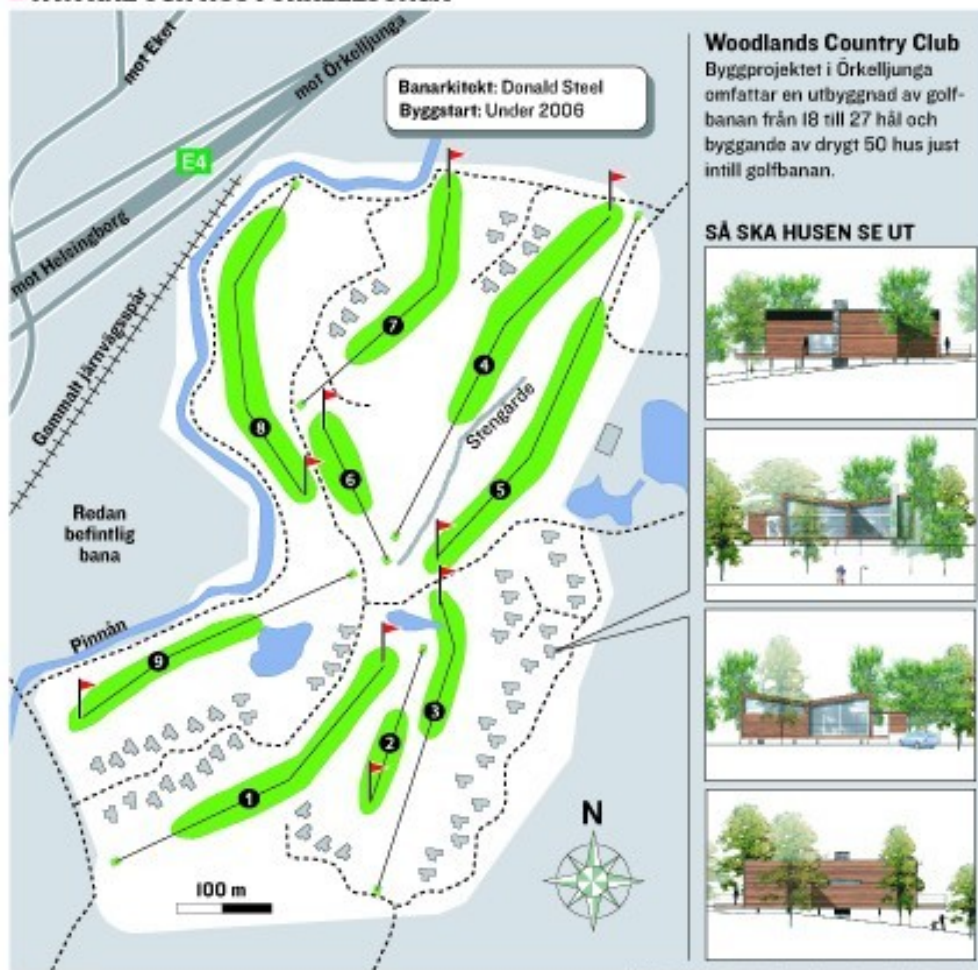 mot Eket
mot Örkelljunga
E4
mot Helsingborg
Gammalt järnvägsspår
Banarkitekt: Donald Steel
Byggstart: Under 2006
Woodlands Country Club
Byggprojektet i Örkelljunga
omfattar en utbyggnad av golf-
banan från 18 till 27 hål och
byggande av drygt 50 hus just
intill golfbanan.
SÅ SKA HUSEN SE UT
7
4
8
6
Stengärde
5
Redan
befintlig
bana
Pinnån
9
3
2
1
N
100 m